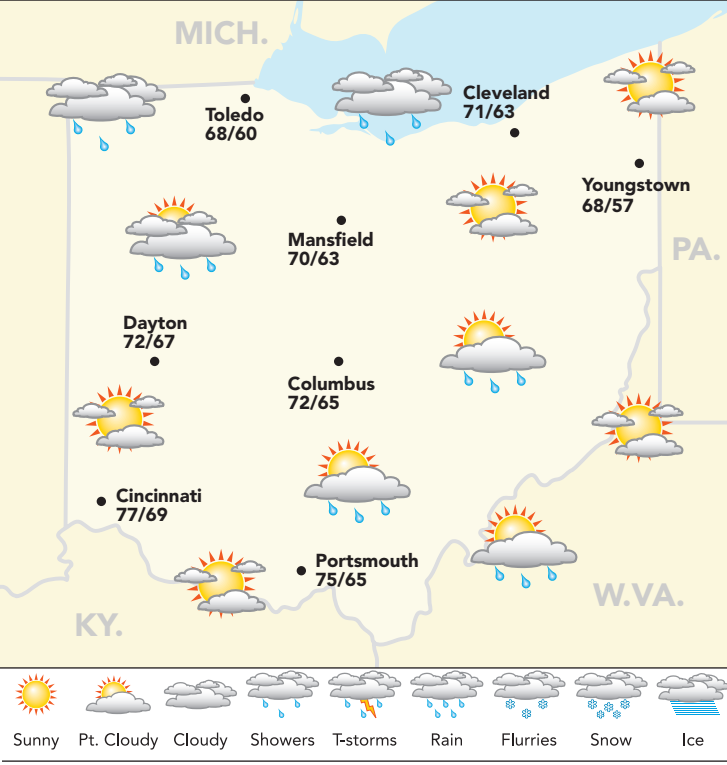 MICH.
Toledo
68/60
Cleveland
71/63
Youngstown
68/57
Mansfield
70/63
PA.
Dayton
72/67
Columbus
72/65
Cincinnati
77/69
Portsmouth
75/65
W.VA.
KY.
Sunny Pt. Cloudy Cloudy Showers T-storms Rain Flurries Snow Ice